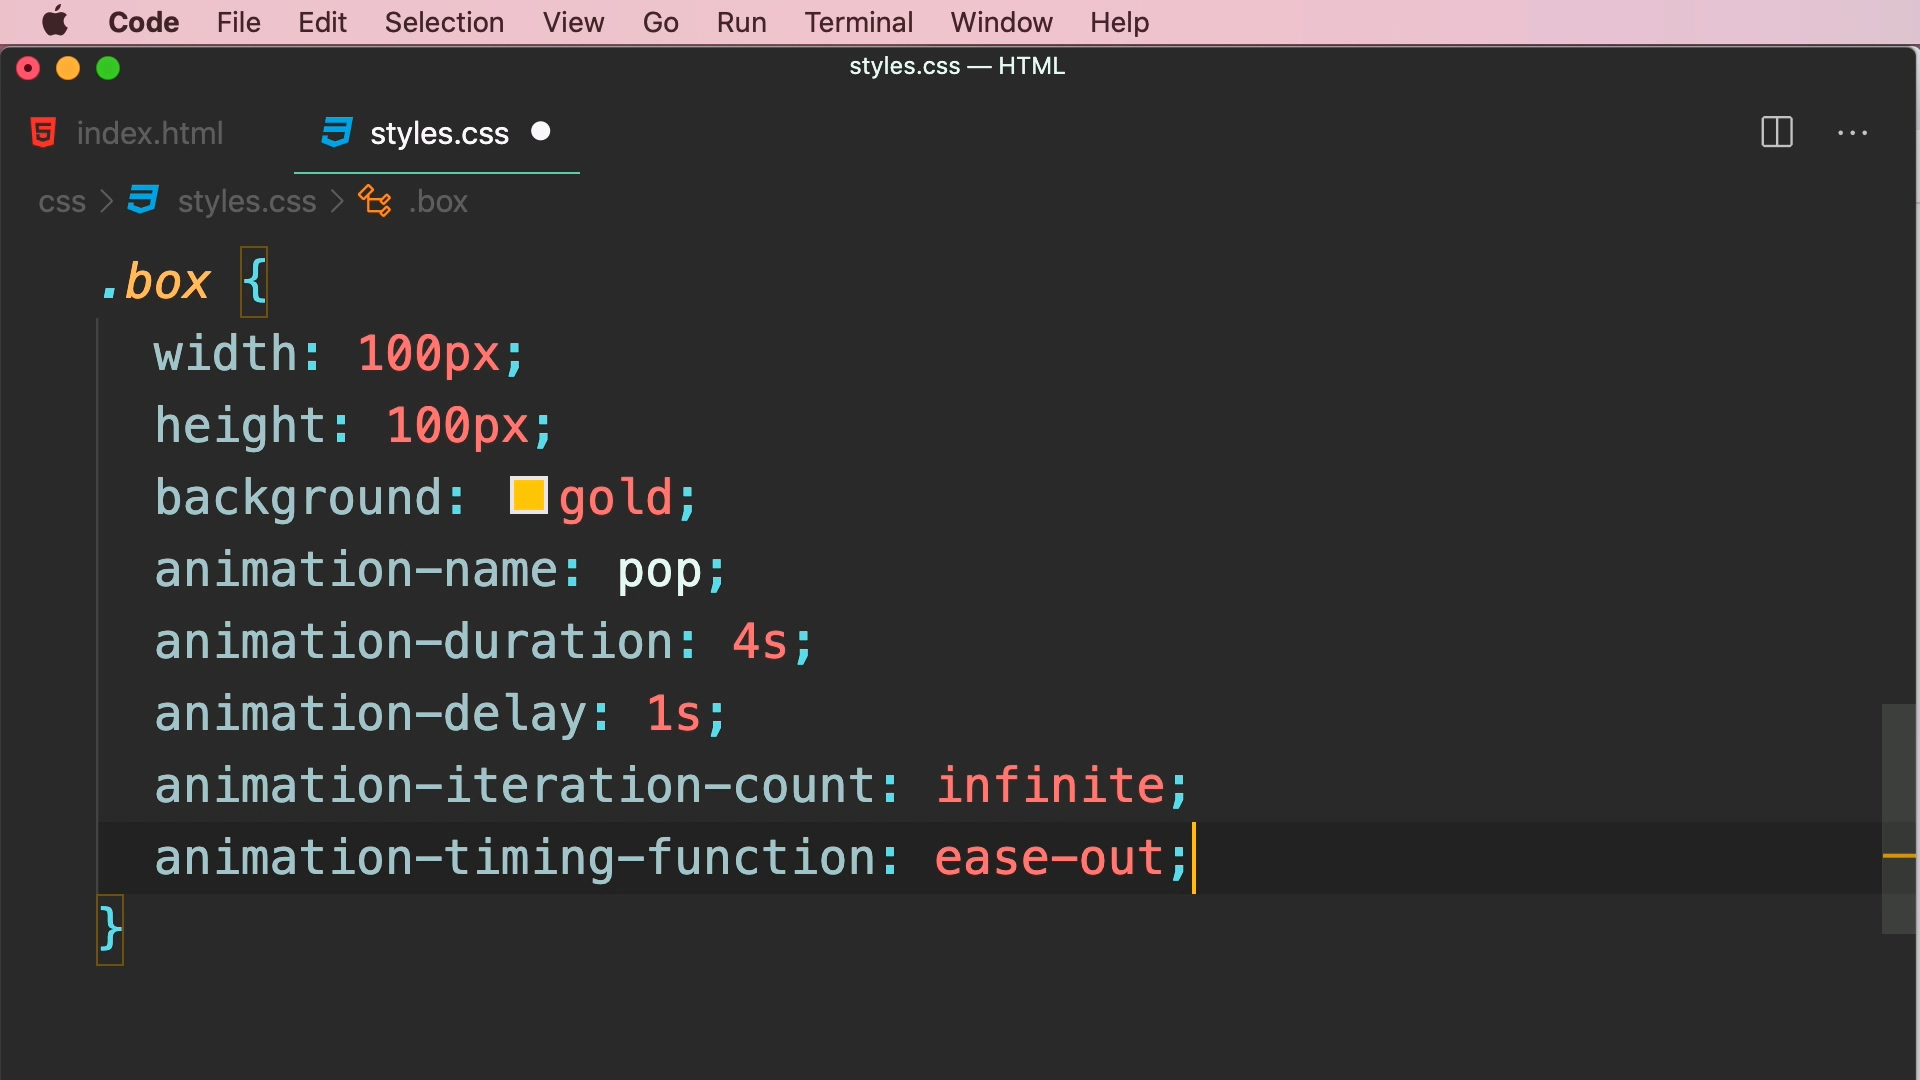 Code File Edit Selection View Go Run Terminal Window Help
styles.css — HTML
index.html styles.css
css > styles.css > .box
.box {
width: 100px;
height: 100px;
background: gold;
animation-name: pop;
animation-duration: 4s;
animation-delay: 1s;
animation-iteration-count: infinite;
animation-timing-function: ease-out;
}